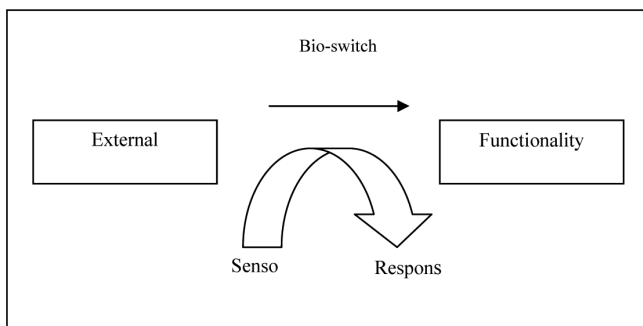 Bio-switch
External
Functionality
Senso
Respons